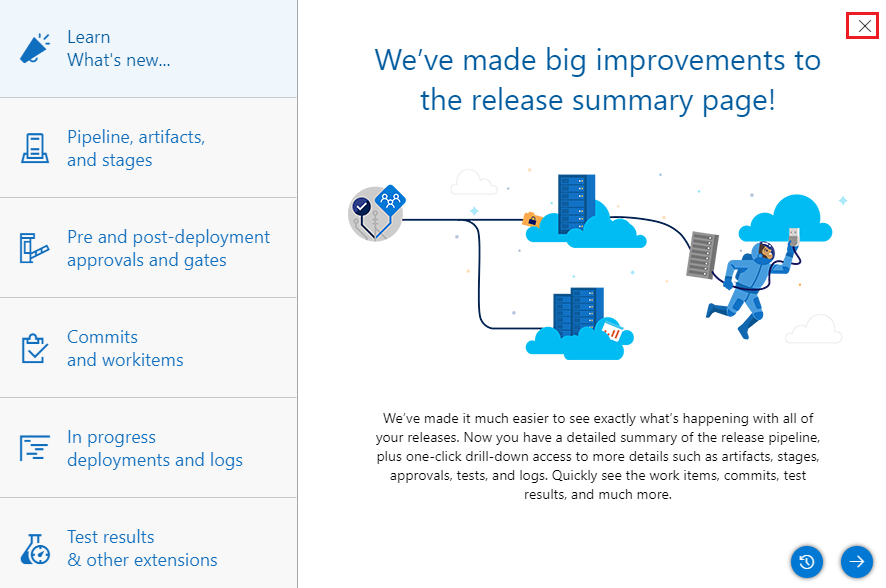 Learn
What's new...
Pipeline, artifacts,
and stages
Pre and post-deployment
approvals and gates
Commits
and workitems
In progress
deployments and logs
Test results
& other extensions
We’ve made big improvements to
the release summary page!
We’ve made it much easier to see exactly what’s happening with all of
your releases. Now you have a detailed summary of the release pipeline,
plus one-click drill-down access to more details such as artifacts, stages,
approvals, tests, and logs. Quickly see the work items, commits, test
results, and much more.